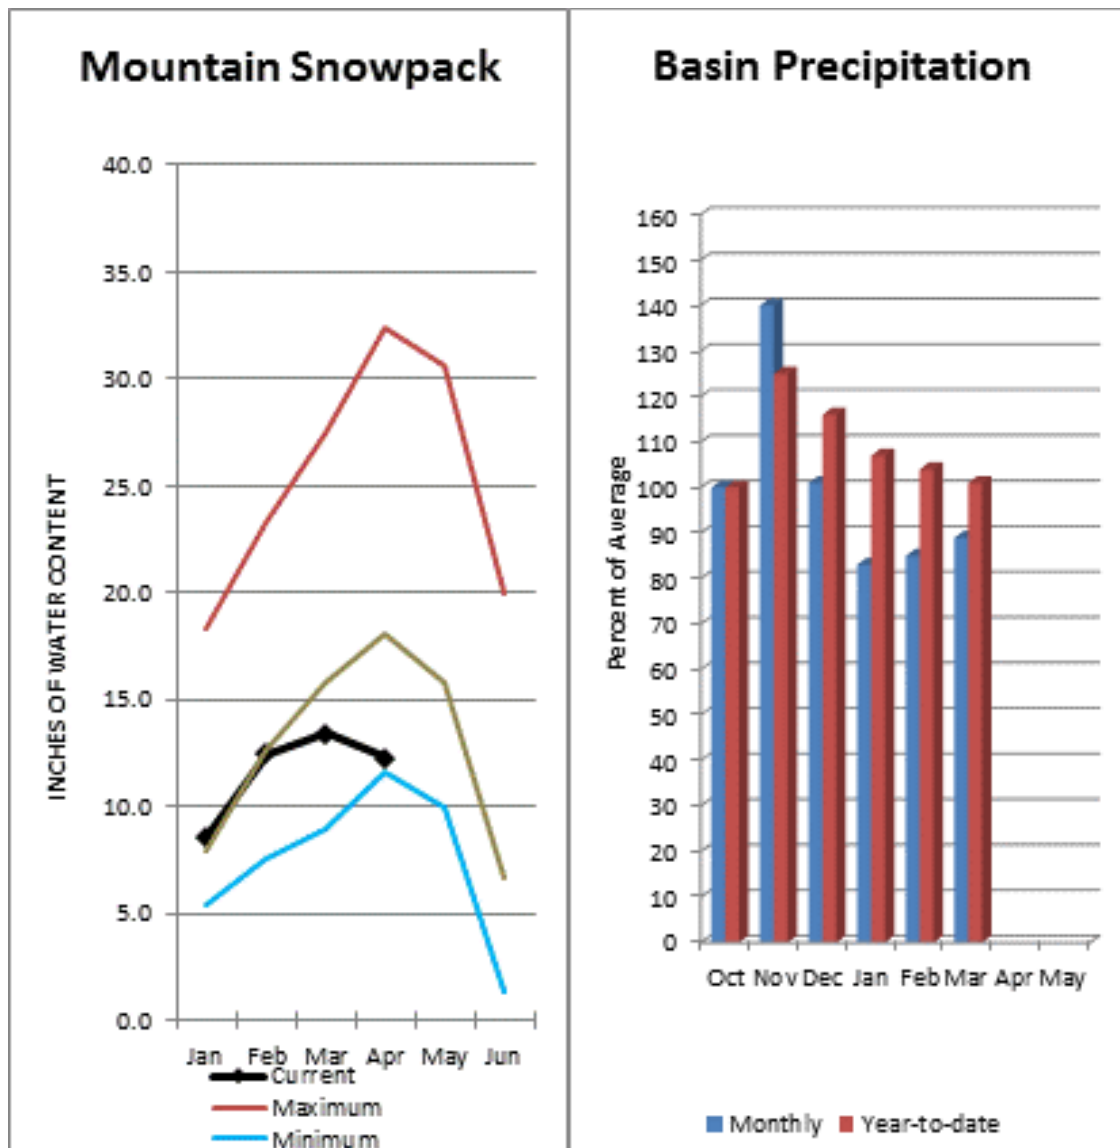 Mountain Snowpack
40.0
35.0
30.0
25.0
20.0
15.0
10.0
5.0
0.0
INCHES OF WATER CONTENT
Jan Feb Mar Apr May Jun
Current
Maximum
Minimum
Basin Precipitation
160
150
140
130
120
110
100
90
80
70
60
50
40
30
20
10
0
Percent of Average
Oct Nov Dec Jan Feb Mar Apr May
Monthly Year-to-date